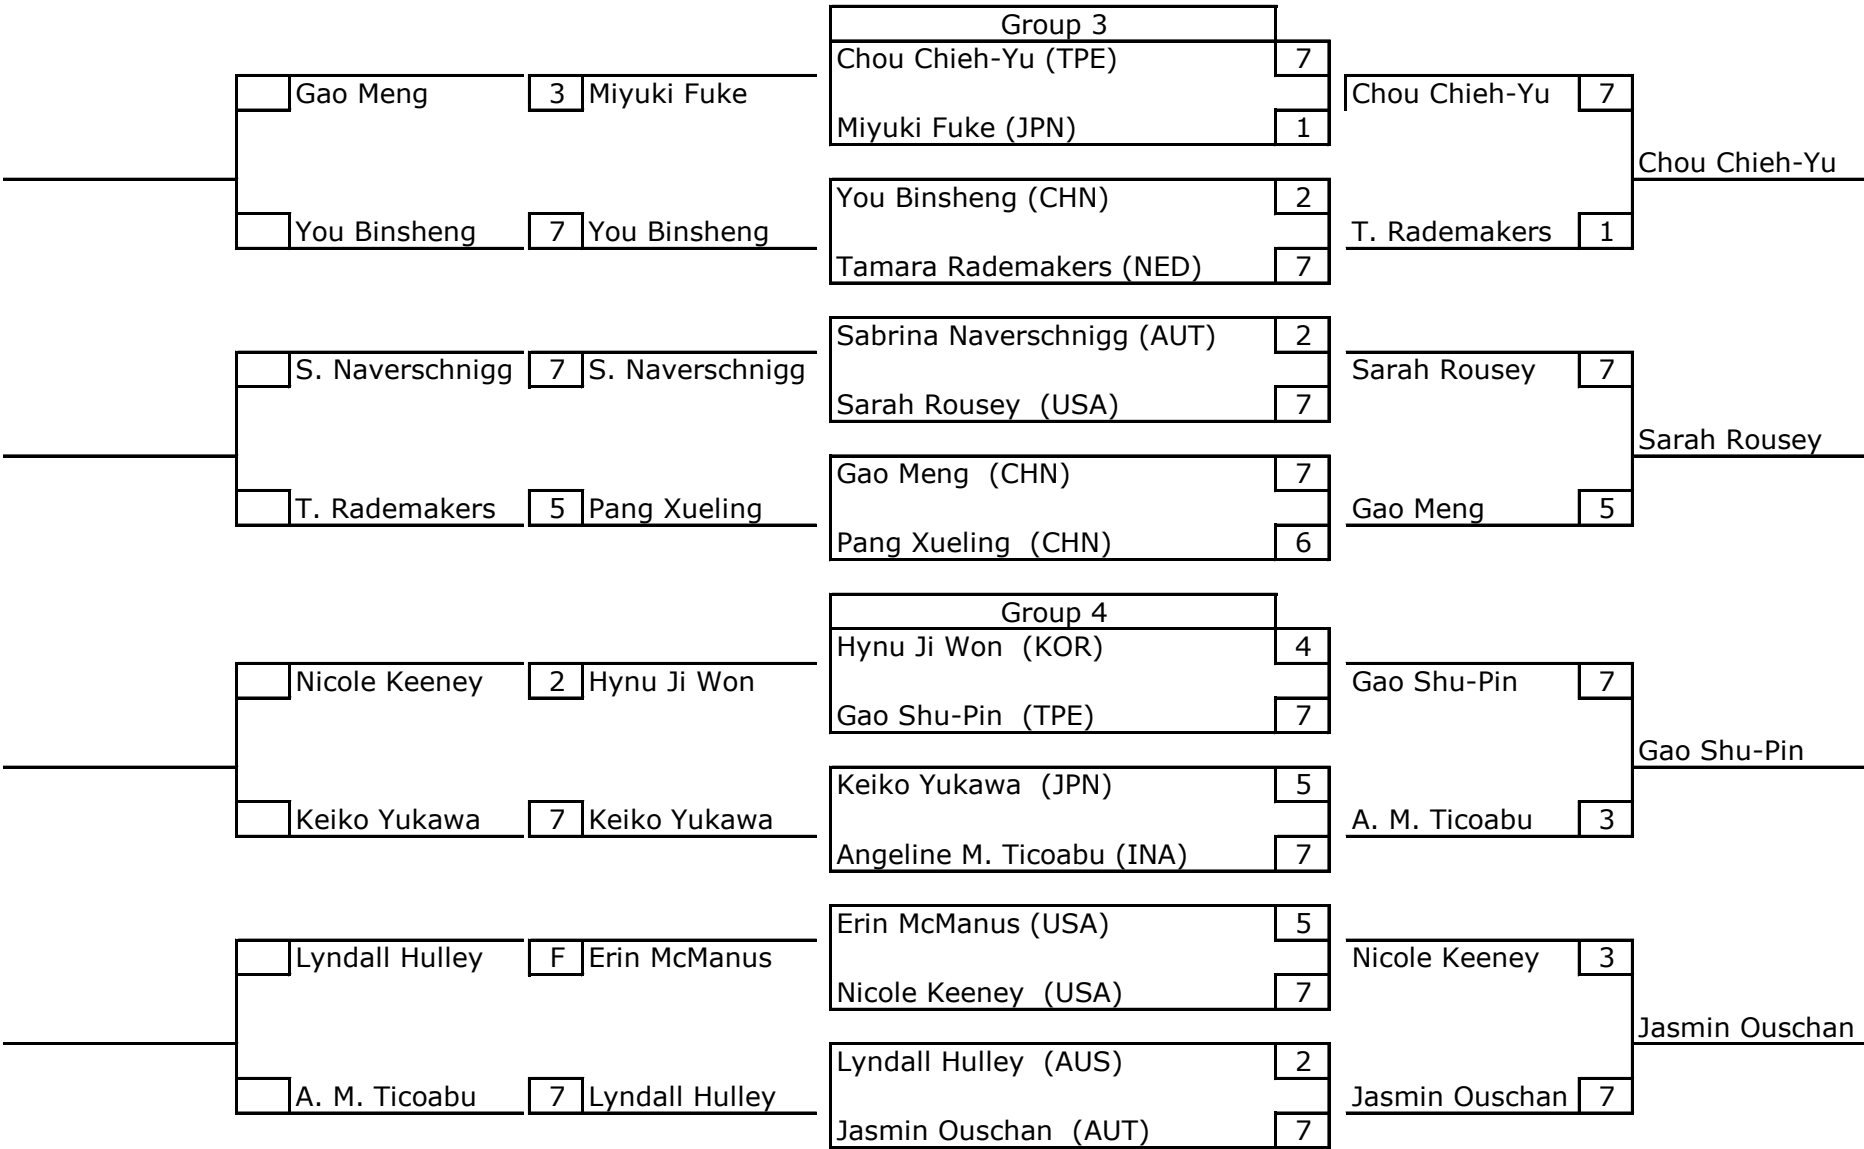 Group 3
Chou Chieh-Yu (TPE) 7
Gao Meng 3 Miyuki Fuke Chou Chieh-Yu 7
Miyuki Fuke (JPN) 1
Chou Chieh-Yu
You Binsheng (CHN) 2
You Binsheng 7 You Binsheng T. Rademakers 1
Tamara Rademakers (NED) 7
Sabrina Naverschnigg (AUT) 2
S. Naverschnigg 7 S. Naverschnigg Sarah Rousey 7
Sarah Rousey (USA) 7
Sarah Rousey
Gao Meng (CHN) 7
T. Rademakers 5 Pang Xueling Gao Meng 5
Pang Xueling (CHN) 6
Group 4
Hynu Ji Won (KOR) 4
Nicole Keeney 2 Hynu Ji Won Gao Shu-Pin 7
Gao Shu-Pin (TPE) 7
Gao Shu-Pin
Keiko Yukawa (JPN) 5
Keiko Yukawa 7 Keiko Yukawa A. M. Ticoabu 3
Angeline M. Ticoabu (INA) 7
Erin McManus (USA) 5
Lyndall Hulley F Erin McManus Nicole Keeney 3
Nicole Keeney (USA) 7
Jasmin Ouschan
Lyndall Hulley (AUS) 2
A. M. Ticoabu 7 Lyndall Hulley Jasmin Ouschan 7
Jasmin Ouschan (AUT) 7